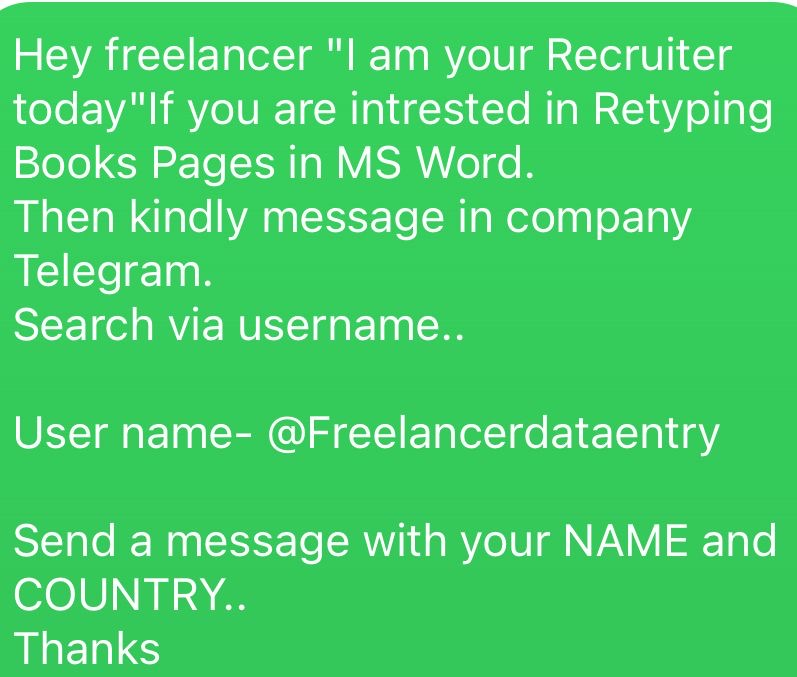 Hey freelancer "I am your Recruiter
today"If you are intrested in Retyping
Books Pages in MS Word.
Then kindly message in company
Telegram.
Search via username..
User name- @Freelancerdataentry
Send a message with your NAME and
COUNTRY..
Thanks